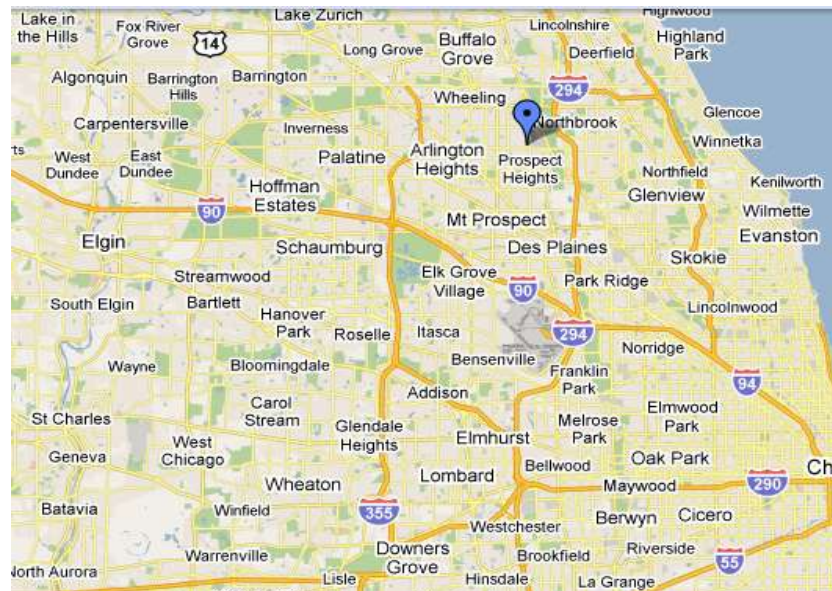 Lake in
the Hills
Fox River
Grove
14
Lake Zurich
Long Grove
Buffalo
Grove
Lincolnshire
Highwood
Highland
Park
Deerfield
Algonquin
Barrington
Hills
Barrington
Wheeling
294
Northbrook
Glencoe
Carpentersville
Inverness
Winnetka
West
Dundee
East
Dundee
Palatine
Arlington
Heights
Prospect
Heights
Northfield
Kenilworth
Hoffman
Estates
Glenview
Wilmette
90
Mt Prospect
Evanston
Elgin
Schaumburg
Des Plaines
Skokie
Streamwood
Elk Grove
Village
90
Park Ridge
South Elgin
Bartlett
Hanover
Park
Roselle
Itasca
294
Lincolnwood
Norridge
Wayne
Bloomingdale
Bensenville
Franklin
Park
94
Addison
Carol
Stream
St Charles
Glendale
Heights
Elmhurst
Melrose
Park
Elmwood
Park
West
Chicago
Geneva
Wheaton
Lombard
Bellwood
Oak Park
Ch
Maywood
290
Batavia
Winfield
355
Westchester
Berwyn
Cicero
Warrenville
Downers
Grove
Brookfield
Riverside
55
North Aurora
Lisle
Hinsdale
La Grange